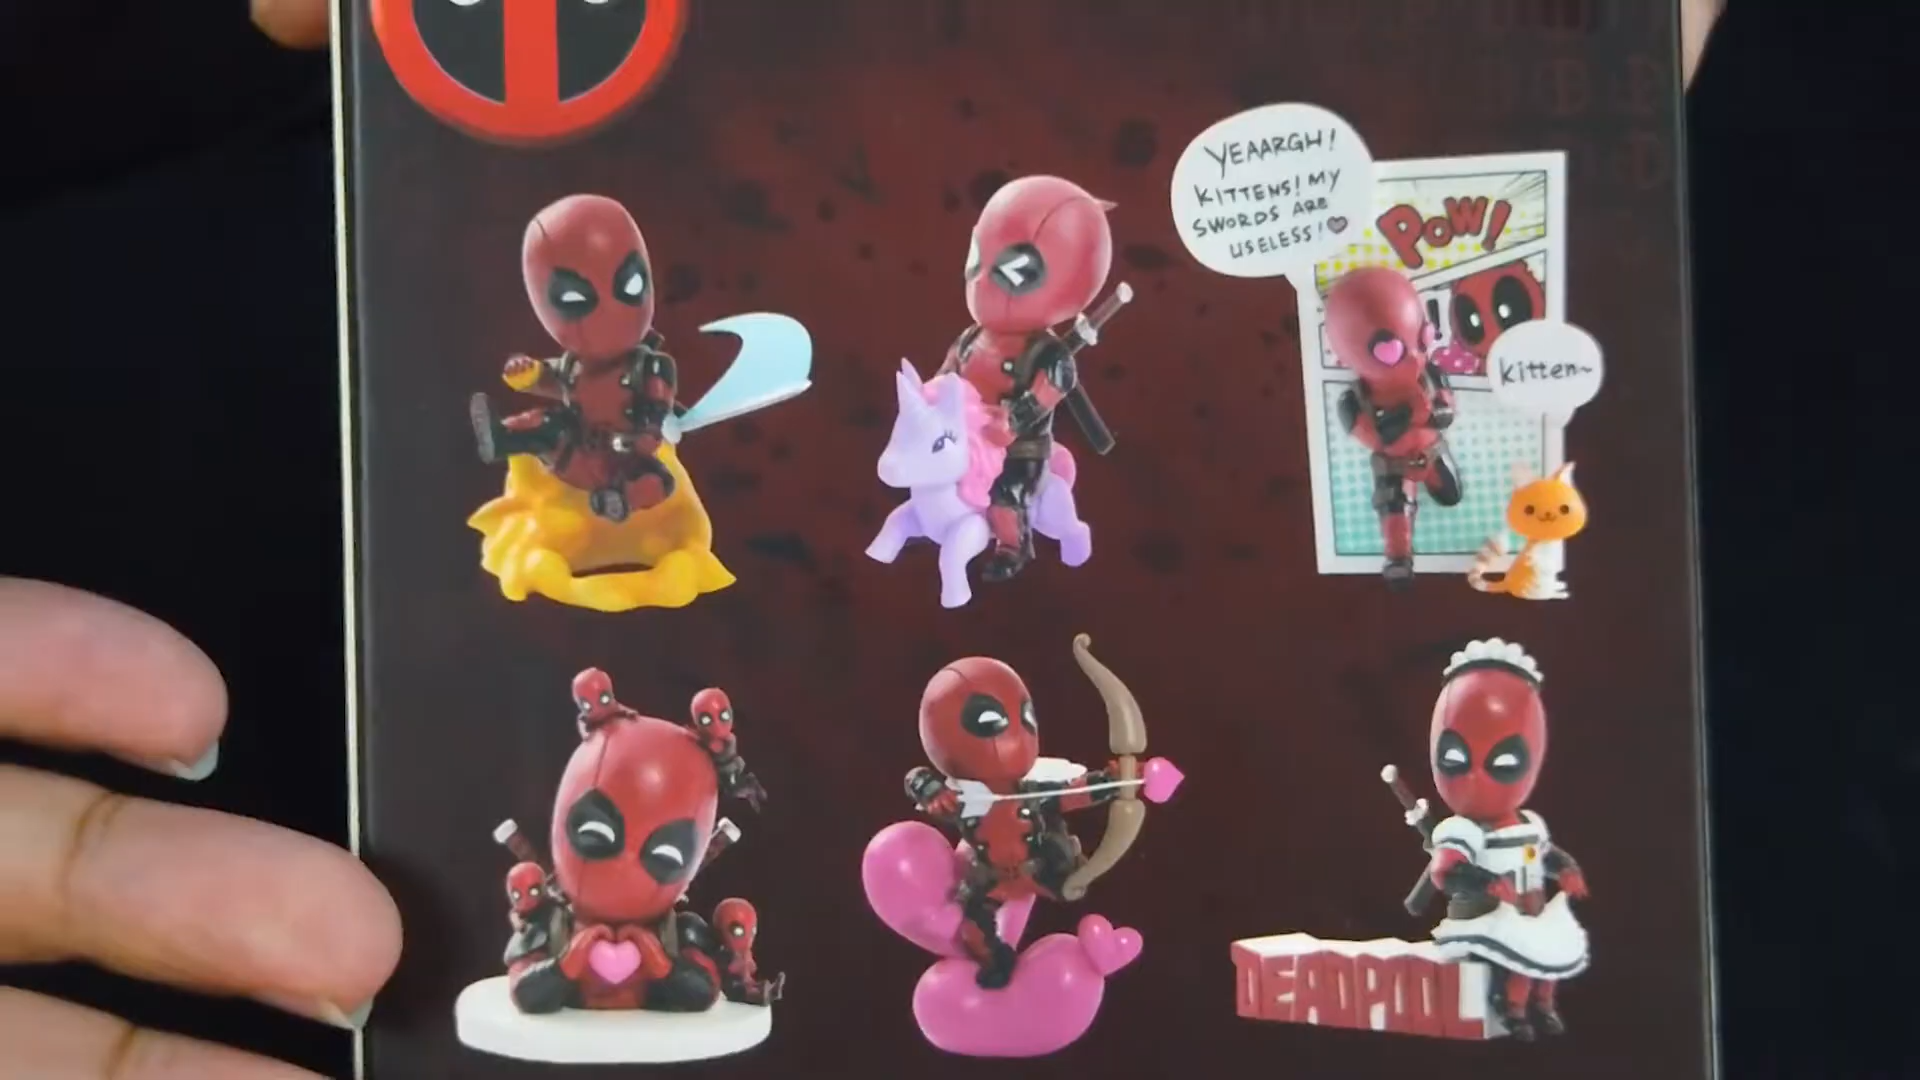 YEAARGH!
KITTENS! MY
SWORDS ARE
USELESS!
POW!
kitten~
DEADPOOL